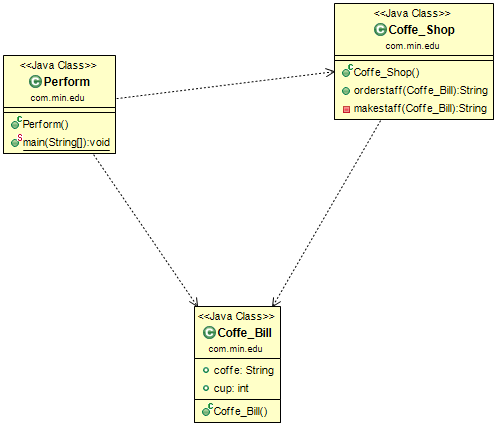 <<Java Class>>
Coffe_Shop
com.min.edu
Coffe_Shop()
orderstaff(Coffe_Bill):String
makestaff(Coffe_Bill):String
<<Java Class>>
Perform
com.min.edu
Perform()
main(String[]):void
<<Java Class>>
Coffe_Bill
com.min.edu
coffe: String
cup: int
Coffe_Bill()